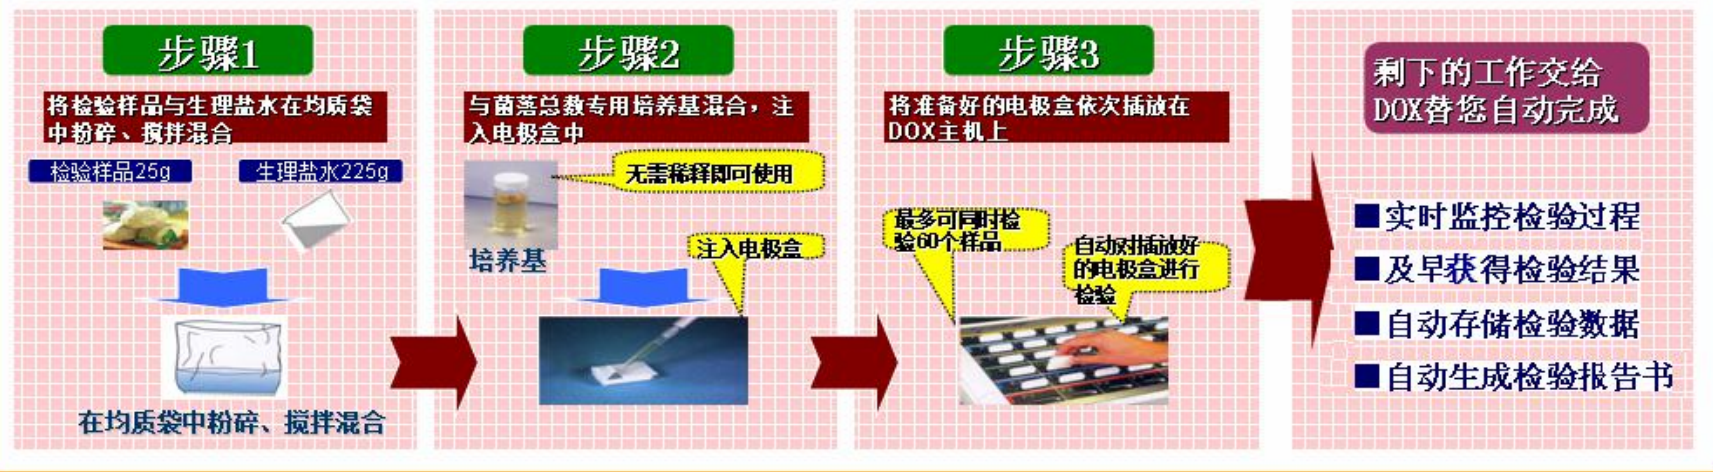 步骤1
将检验样品与生理盐水在均质袋
中粉碎、搅拌混合
检验样品25g
生理盐水225g
在均质袋中粉碎、搅拌混合
步骤2
与菌落总数专用培养基混合，注
入电极盒中
无需稀释即可使用
培养基
注入电极盒
步骤3
将准备好的电极盒依次插放在
DOX主机上
最多可同时检
验60个样品
自动对插放好
的电极盒进行
检验
剩下的工作交给
DOX替您自动完成
■实时监控检验过程
■及早获得检验结果
■自动存储检验数据
■自动生成检验报告书